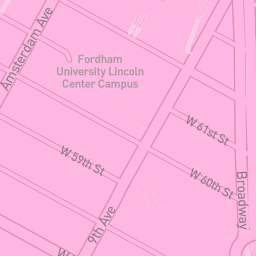 Amsterdam Ave
Fordham
University Lincoln
Center Campus
W 61st St
W 59th St
W 60th St
Broadway
9th Ave